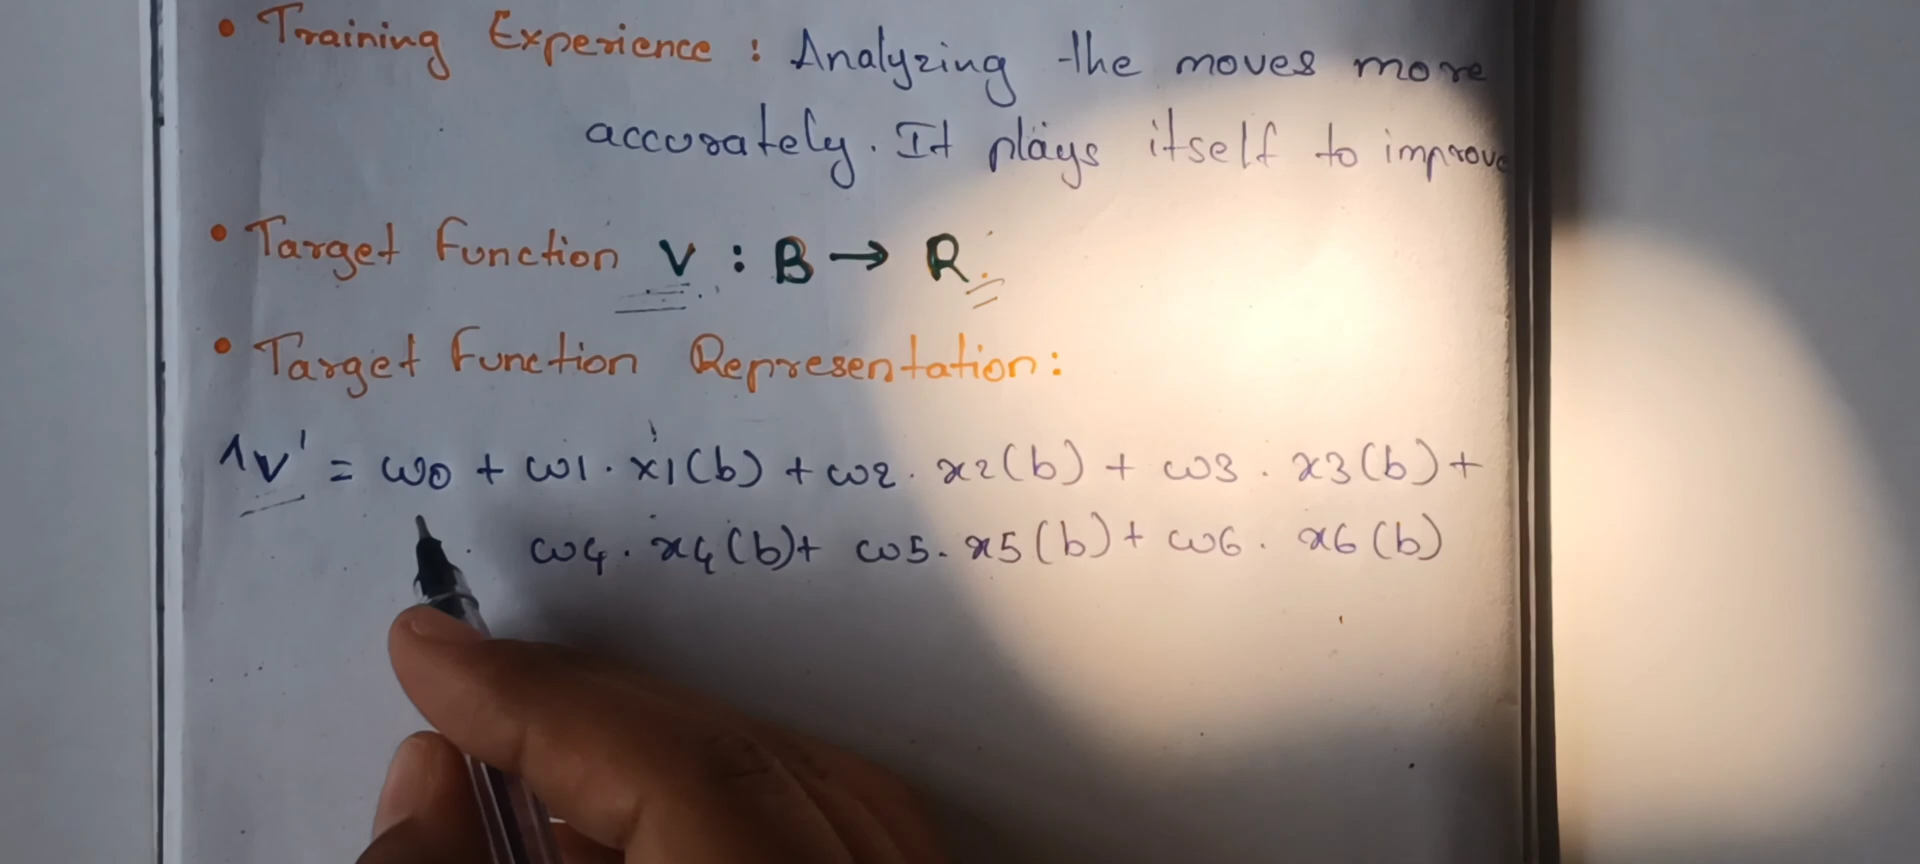 • Training Experience : Analyzing the moves more
accurately. It plays itself to improve
• Target function V : B → R
• Target function Representation:
^V' = w0 + w1 · x1(b) + w2 · x2(b) + w3 · x3(b) +
w4 · x4(b) + w5 · x5(b) + w6 · x6(b)